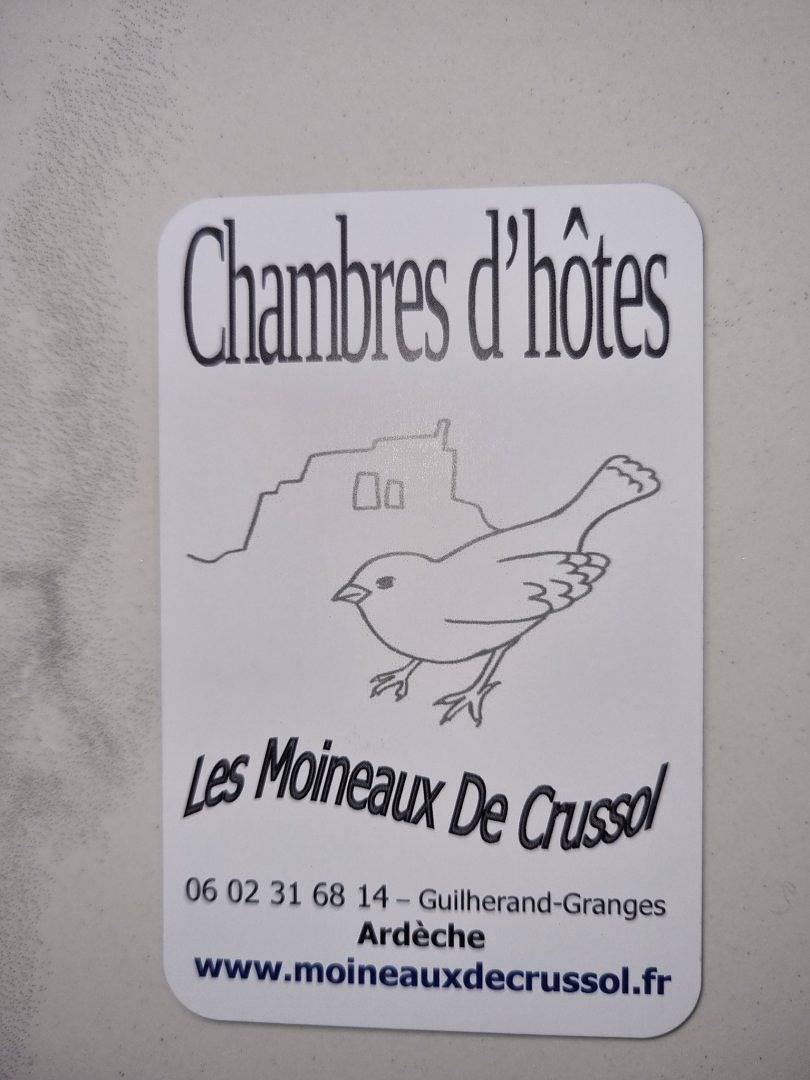 Chambres d'hôtes
Les Moineaux De Crussol
06 02 31 68 14 – Guilherand-Granges
Ardèche
www.moineauxdecrussol.fr